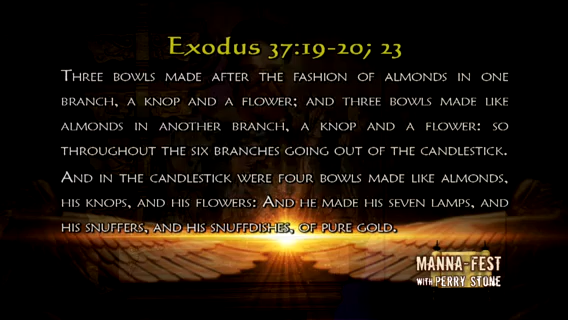 Exodus 37:19-20; 23
Three bowls made after the fashion of almonds in one
branch, a knop and a flower; and three bowls made like
almonds in another branch, a knop and a flower: so
throughout the six branches going out of the candlestick.
And in the candlestick were four bowls made like almonds,
his knops, and his flowers: And he made his seven lamps, and
his snuffers, and his snuffdishes, of pure gold.
MANNA-FEST
WITH PERRY STONE